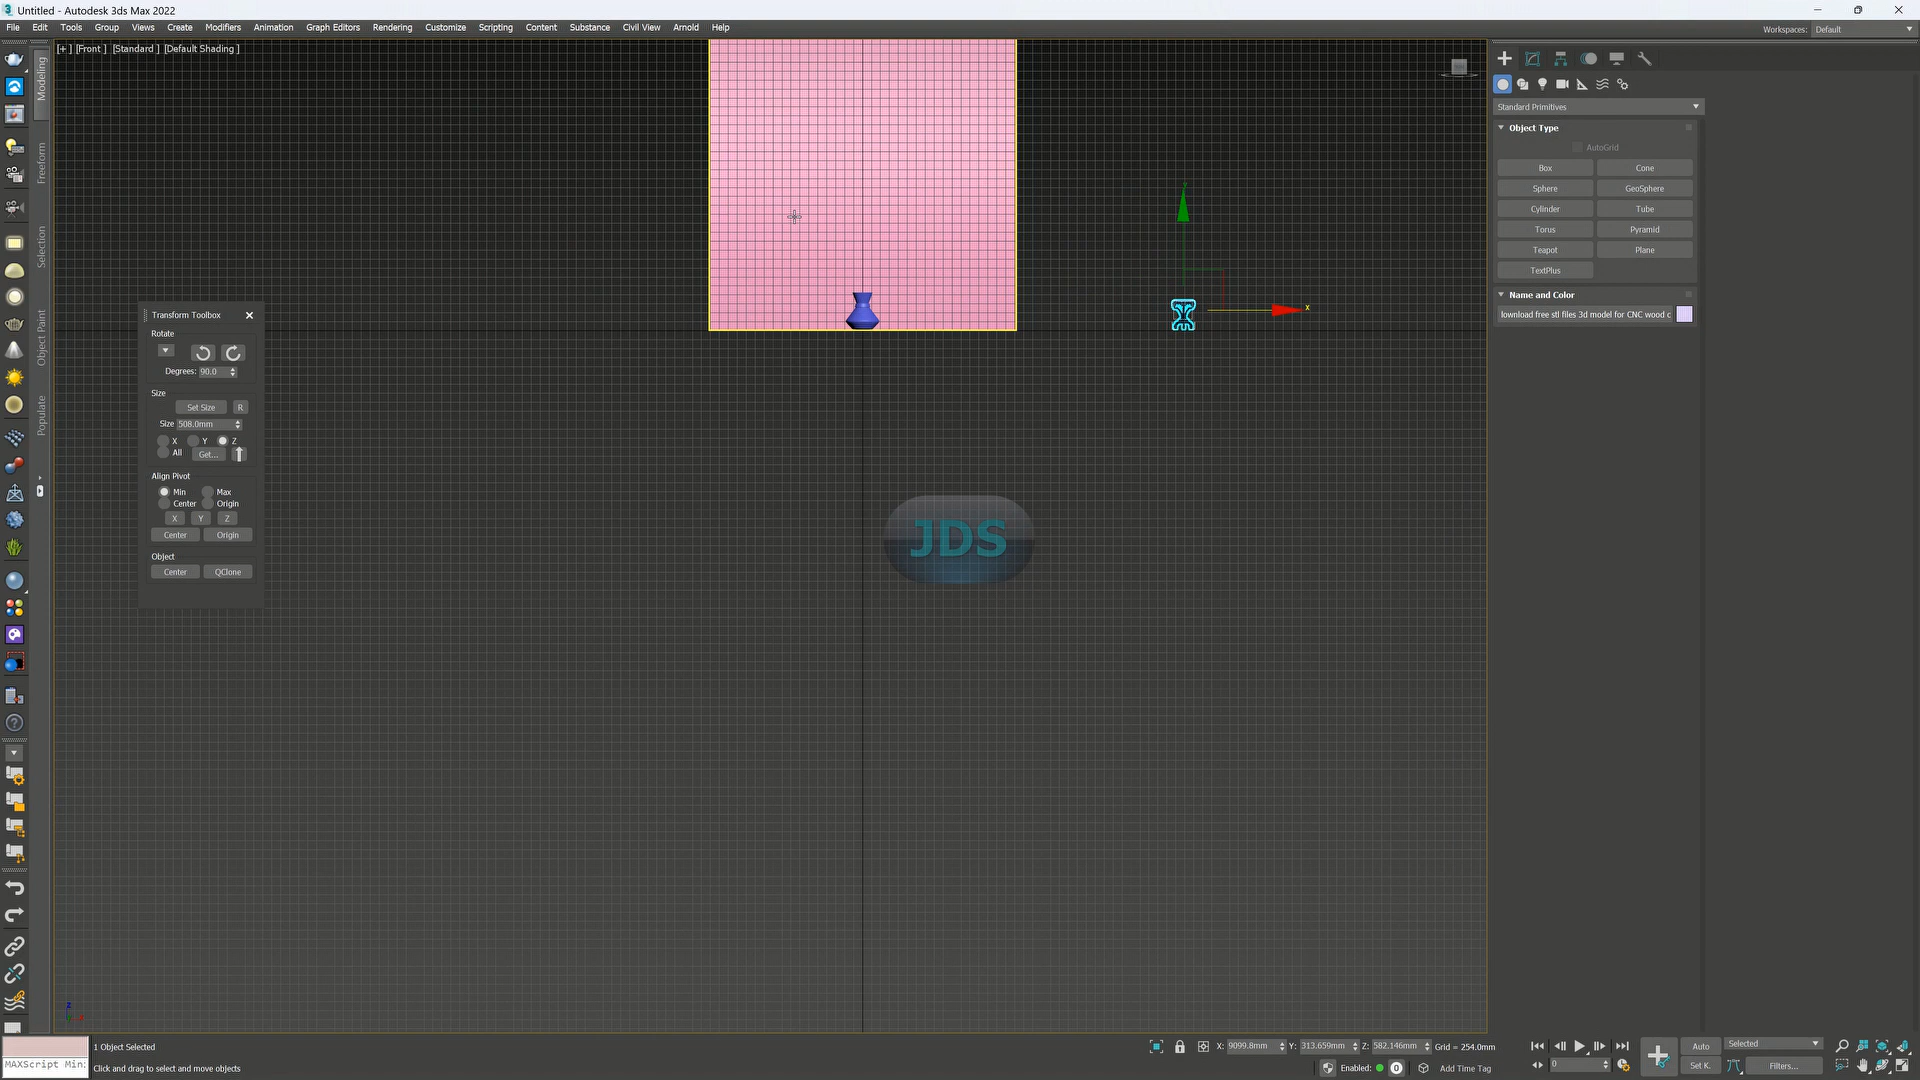 Untitled - Autodesk 3ds Max 2022
File Edit Tools Group Views Create Modifiers Animation Graph Editors Rendering Customize Scripting Content Substance Civil View Arnold Help
Workspaces: Default
[+] [Front] [Standard] [Default Shading]
Modeling
Freeform
Selection
Object Paint
Populate
Transform Toolbox
Rotate
Degrees: 90.0
Size
Set Size R
Size 508.0mm
X Y Z
All Get...
Align Pivot
Min Max
Center Origin
X Y Z
Center Origin
Object
Center QClone
x
JDS
Standard Primitives
Object Type
AutoGrid
Box Cone
Sphere GeoSphere
Cylinder Tube
Torus Pyramid
Teapot Plane
TextPlus
Name and Color
lownload free stl files 3d model for CNC wood c
MAXScript Min:
1 Object Selected
Click and drag to select and move objects
X: 9099.8mm Y: 313.659mm Z: 582.146mm Grid = 254.0mm
Enabled: 0 Add Time Tag
0
Auto Selected
Set K. Filters...